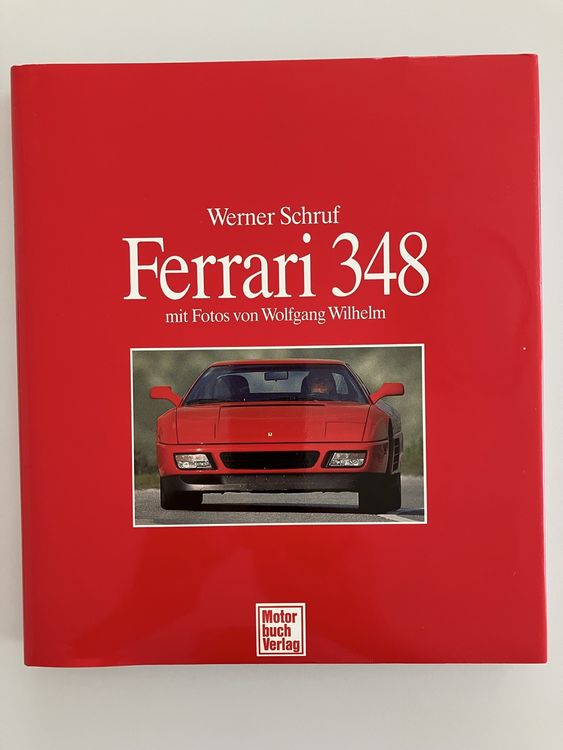 Werner Schruf
Ferrari 348
mit Fotos von Wolfgang Wilhelm
Motor
buch
Verlag